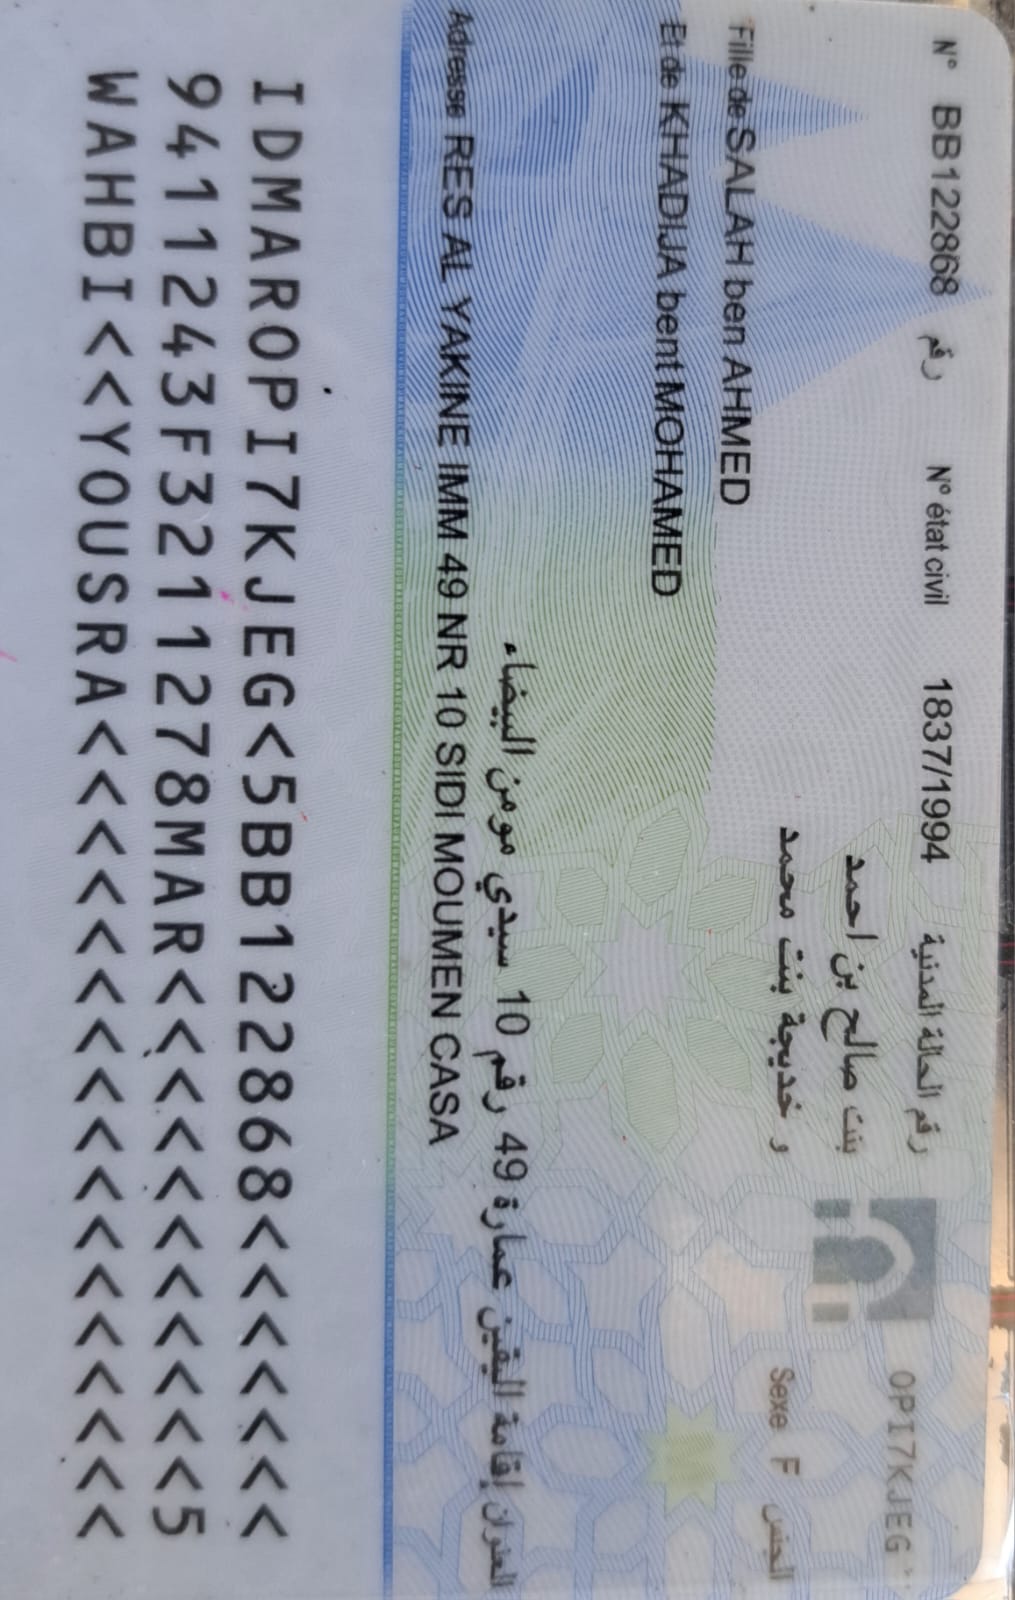 N° BB122868 رقم N° état civil 1837/1994 رقم الحالة المدنية
0PI7KJEG
Fille de SALAH ben AHMED
بنت صالح بن احمد
Et de KHADIJA bent MOHAMED
و خديجة بنت محمد
Sexe F الجنس
العنوان إقامة اليقين عمارة 49 رقم 10 سيدي مومن البيضاء
Adresse RES AL YAKINE IMM 49 NR 10 SIDI MOUMEN CASA
IDMAR0PI7KJEG<5BB122868<<<<<<<
9411243F3211278MAR<<<<<<<<<<<5
WAHBI<<YOUSRA<<<<<<<<<<<<<<<<<